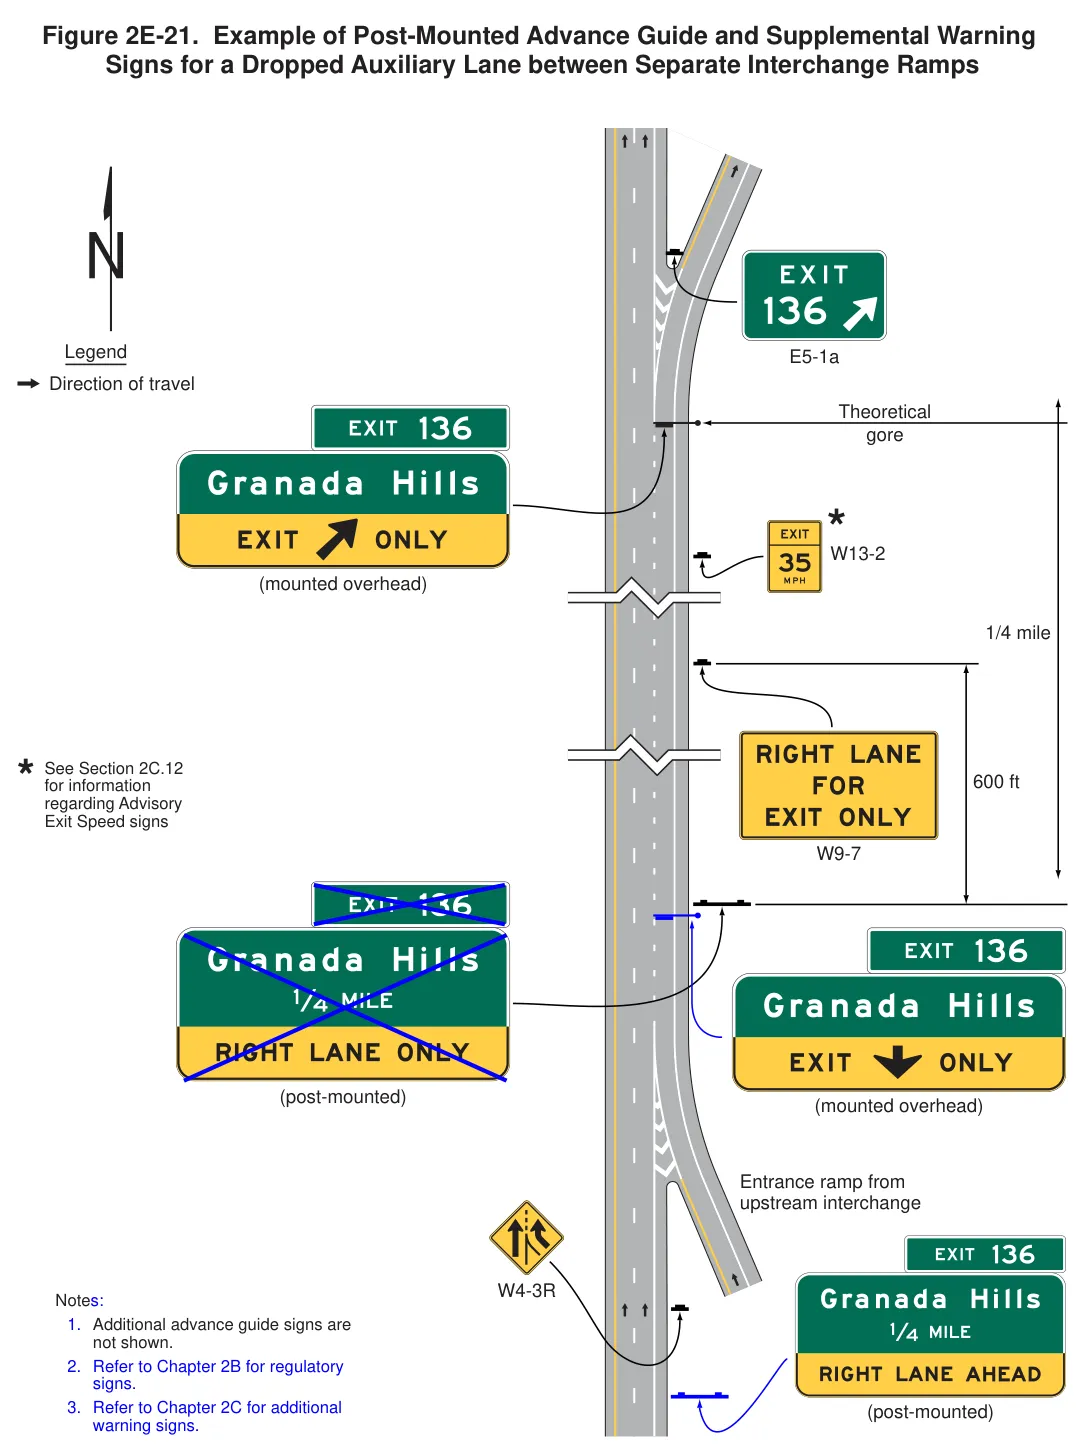 Figure 2E-21. Example of Post-Mounted Advance Guide and Supplemental Warning
Signs for a Dropped Auxiliary Lane between Separate Interchange Ramps
N
Legend
Direction of travel
EXIT
136
E5-1a
Theoretical
gore
EXIT 136
Granada Hills
EXIT ONLY
(mounted overhead)
EXIT
35
MPH
*
W13-2
1/4 mile
RIGHT LANE
FOR
EXIT ONLY
W9-7
600 ft
* See Section 2C.12
for information
regarding Advisory
Exit Speed signs
EXIT 136
Granada Hills
1/4 MILE
RIGHT LANE ONLY
(post-mounted)
EXIT 136
Granada Hills
EXIT ONLY
(mounted overhead)
Entrance ramp from
upstream interchange
W4-3R
EXIT 136
Granada Hills
1/4 MILE
RIGHT LANE AHEAD
(post-mounted)
Notes:
1. Additional advance guide signs are
not shown.
2. Refer to Chapter 2B for regulatory
signs.
3. Refer to Chapter 2C for additional
warning signs.